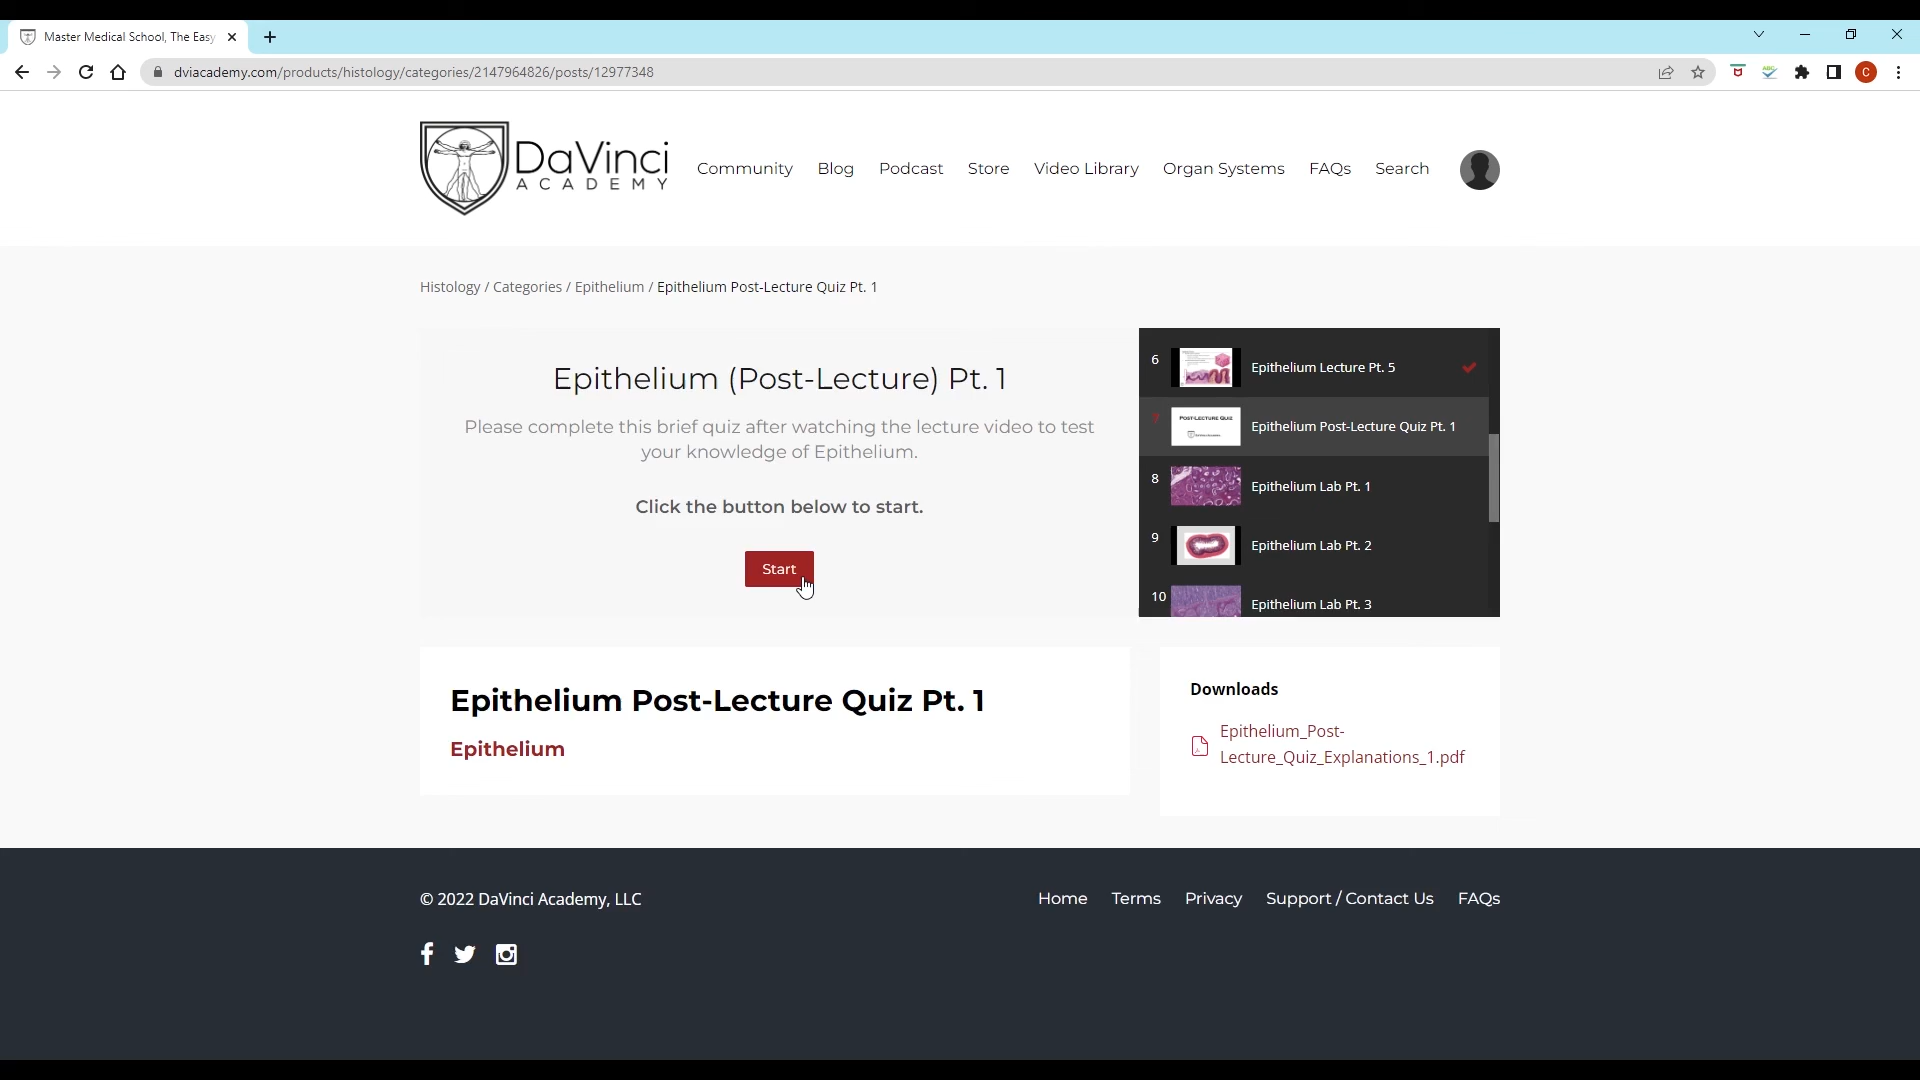 Master Medical School, The Easy
dviacademy.com/products/histology/categories/2147964826/posts/12977348
ABC
C
DaVinci
ACADEMY
Community Blog Podcast Store Video Library Organ Systems FAQs Search
Histology / Categories / Epithelium / Epithelium Post-Lecture Quiz Pt. 1
Epithelium (Post-Lecture) Pt. 1
Please complete this brief quiz after watching the lecture video to test
your knowledge of Epithelium.
Click the button below to start.
Start
6 Epithelium Lecture Pt. 5
7 Post-Lecture Quiz Epithelium Post-Lecture Quiz Pt. 1
8 Epithelium Lab Pt. 1
9 Epithelium Lab Pt. 2
10 Epithelium Lab Pt. 3
Epithelium Post-Lecture Quiz Pt. 1
Epithelium
Downloads
Epithelium_Post-
Lecture_Quiz_Explanations_1.pdf
© 2022 DaVinci Academy, LLC
Home Terms Privacy Support / Contact Us FAQs